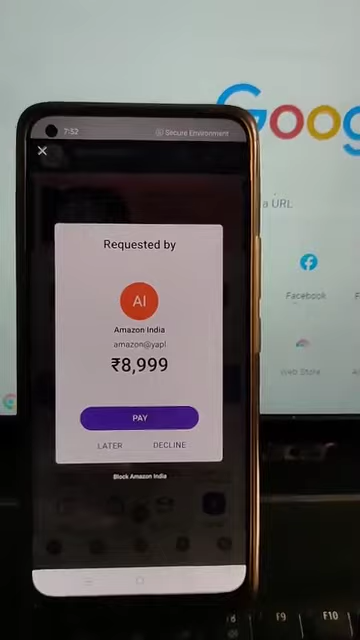 Goog
7:52
Secure Environment
a URL
Requested by
AI
Amazon India
amazon@yapl
₹8,999
PAY
LATER
DECLINE
Block Amazon India
Facebook
F
Web Store
F9
F10